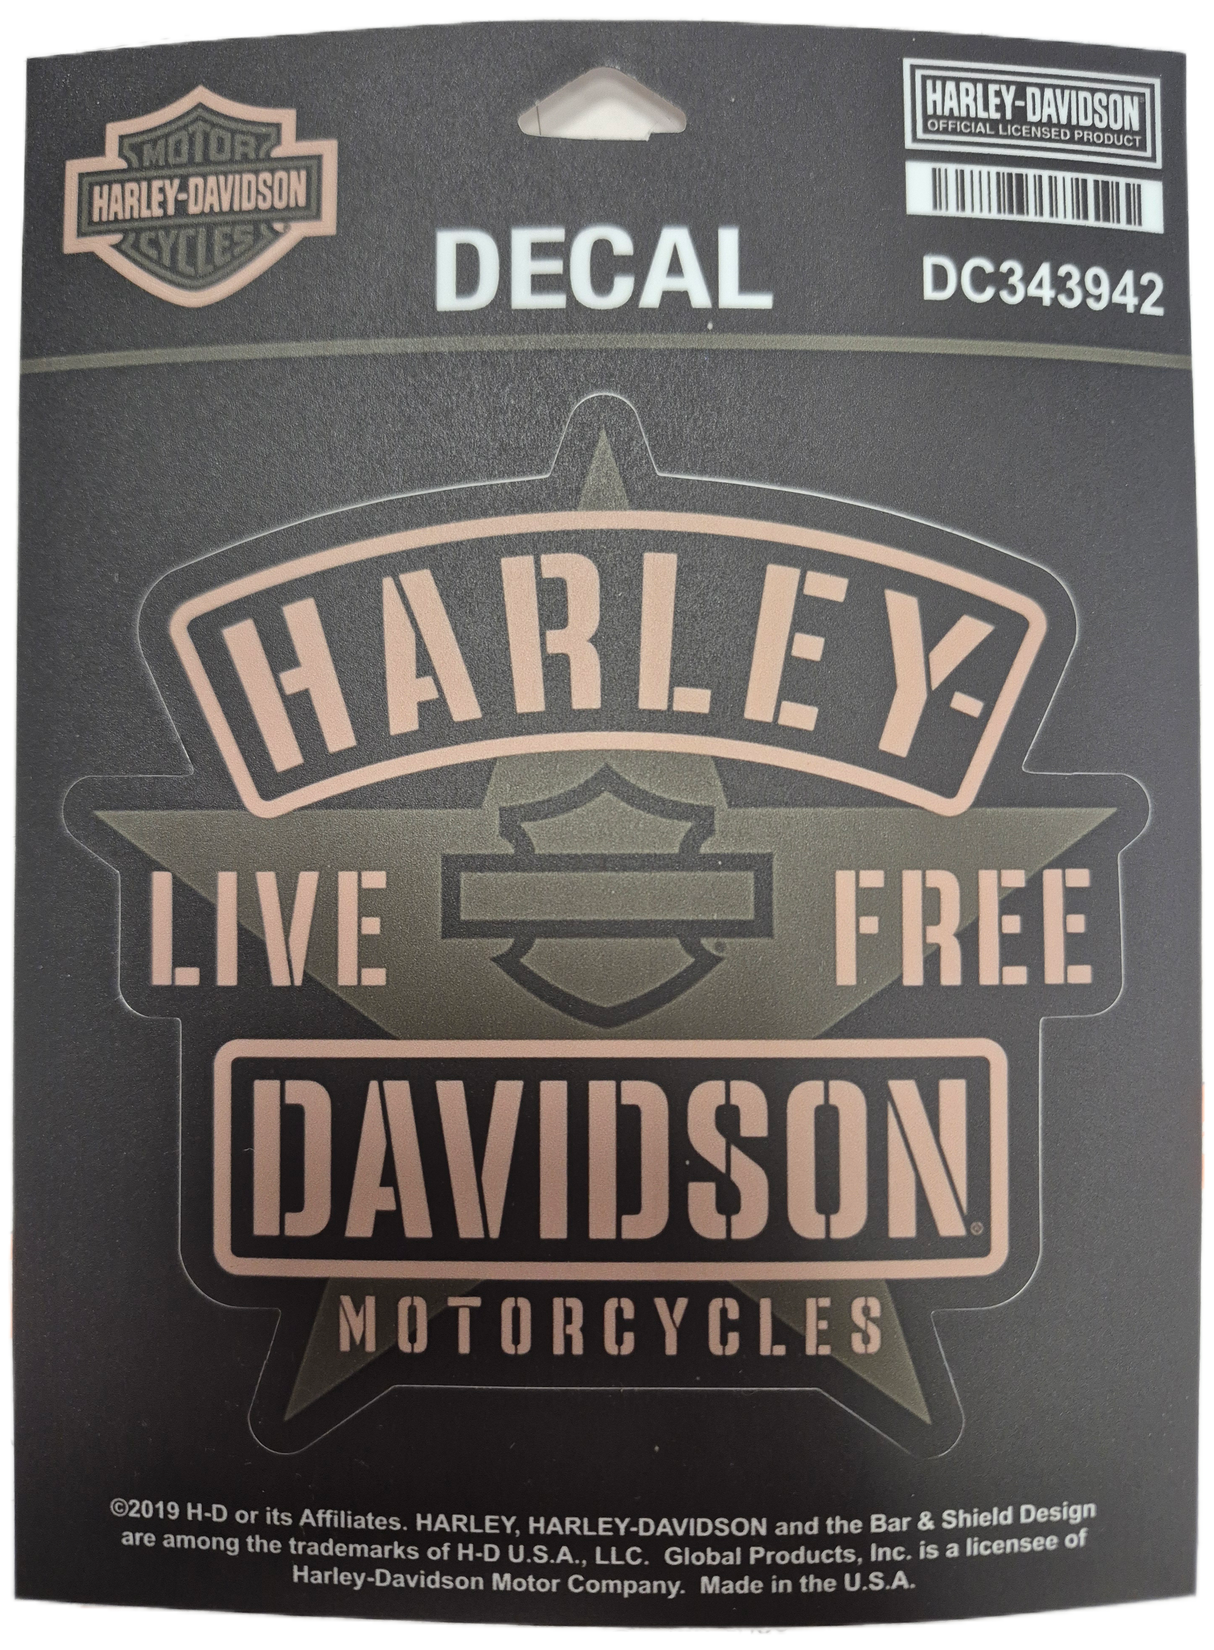 MOTOR
HARLEY-DAVIDSON
CYCLES
HARLEY-DAVIDSON
OFFICIAL LICENSED PRODUCT
DECAL
DC343942
HARLEY-
LIVE FREE
DAVIDSON®
MOTORCYCLES
©2019 H-D or its Affiliates. HARLEY, HARLEY-DAVIDSON and the Bar & Shield Design
are among the trademarks of H-D U.S.A., LLC. Global Products, Inc. is a licensee of
Harley-Davidson Motor Company. Made in the U.S.A.